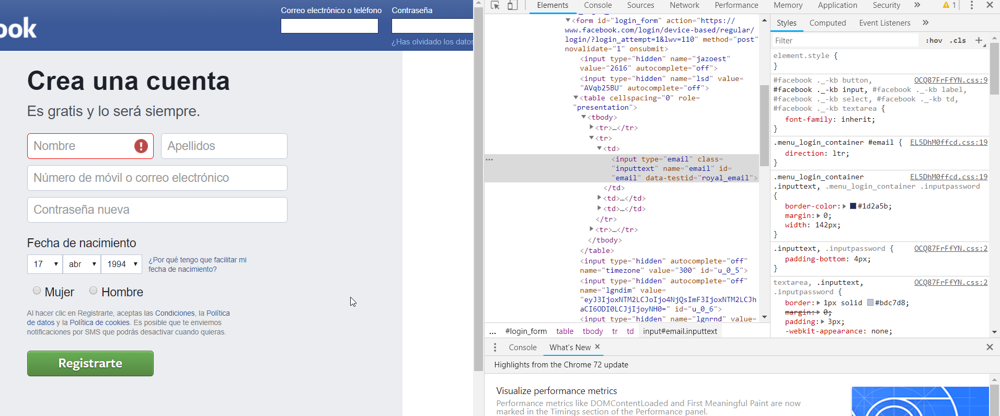 Correo electrónico o teléfono
Contraseña
ook
¿Has olvidado los datos
Crea una cuenta
Es gratis y lo será siempre.
Nombre
Apellidos
Número de móvil o correo electrónico
Contraseña nueva
Fecha de nacimiento
17 abr 1994
¿Por qué tengo que facilitar mi
fecha de nacimiento?
Mujer Hombre
Al hacer clic en Registrarte, aceptas las Condiciones, la Política
de datos y la Política de cookies. Es posible que te enviemos
notificaciones por SMS que podrás desactivar cuando quieras.
Registrarte
Elements Console Sources Network Performance Memory Application Security » 1
<form id="login_form" action="https://
www.facebook.com/login/device-based/regular/
login/?login_attempt=1&lwv=110" method="post"
novalidate="1" onsubmit>
<input type="hidden" name="jazoest"
value="2616" autocomplete="off">
<input type="hidden" name="lsd" value=
"AVqb25BU" autocomplete="off">
<table cellspacing="0" role=
"presentation">
<tbody>
<tr>…</tr>
<tr>
<td>
<input type="email" class=
"inputtext" name="email" id=
"email" data-testid="royal_email">
</td>
<td>…</td>
<td>…</td>
</tr>
<tr>…</tr>
</tbody>
</table>
<input type="hidden" autocomplete="off"
name="timezone" value="300" id="u_0_5">
<input type="hidden" autocomplete="off"
name="lgndim" value=
"eyJ3IjoxNTM2LCJoIjo4NjQsImF3IjoxNTM2LCJh
aCI6ODI0LCJjIjoyNH0=" id="u_0_6">
<input type="hidden" name="lgnrnd" value=
... #login_form table tbody tr td input#email.inputtext
Styles Computed Event Listeners »
Filter :hov .cls +
element.style {
}
#facebook ._-kb button, OCQ87FrFfYN.css:9
#facebook ._-kb input, #facebook ._-kb label,
#facebook ._-kb select, #facebook ._-kb td,
#facebook ._-kb textarea {
font-family: inherit;
}
.menu_login_container #email { EL5DhM0ffcd.css:19
direction: ltr;
}
.menu_login_container EL5DhM0ffcd.css:19
.inputtext, .menu_login_container .inputpassword
{
border-color: #1d2a5b;
margin: 0;
width: 142px;
}
.inputtext, .inputpassword { OCQ87FrFfYN.css:2
padding-bottom: 4px;
}
textarea, .inputtext, OCQ87FrFfYN.css:2
.inputpassword {
border: 1px solid #bdc7d8;
margin: 0;
padding: 3px;
-webkit-appearance: none;
Console What's New ×
Highlights from the Chrome 72 update
Visualize performance metrics
Performance metrics like DOMContentLoaded and First Meaningful Paint are now
marked in the Timings section of the Performance panel.